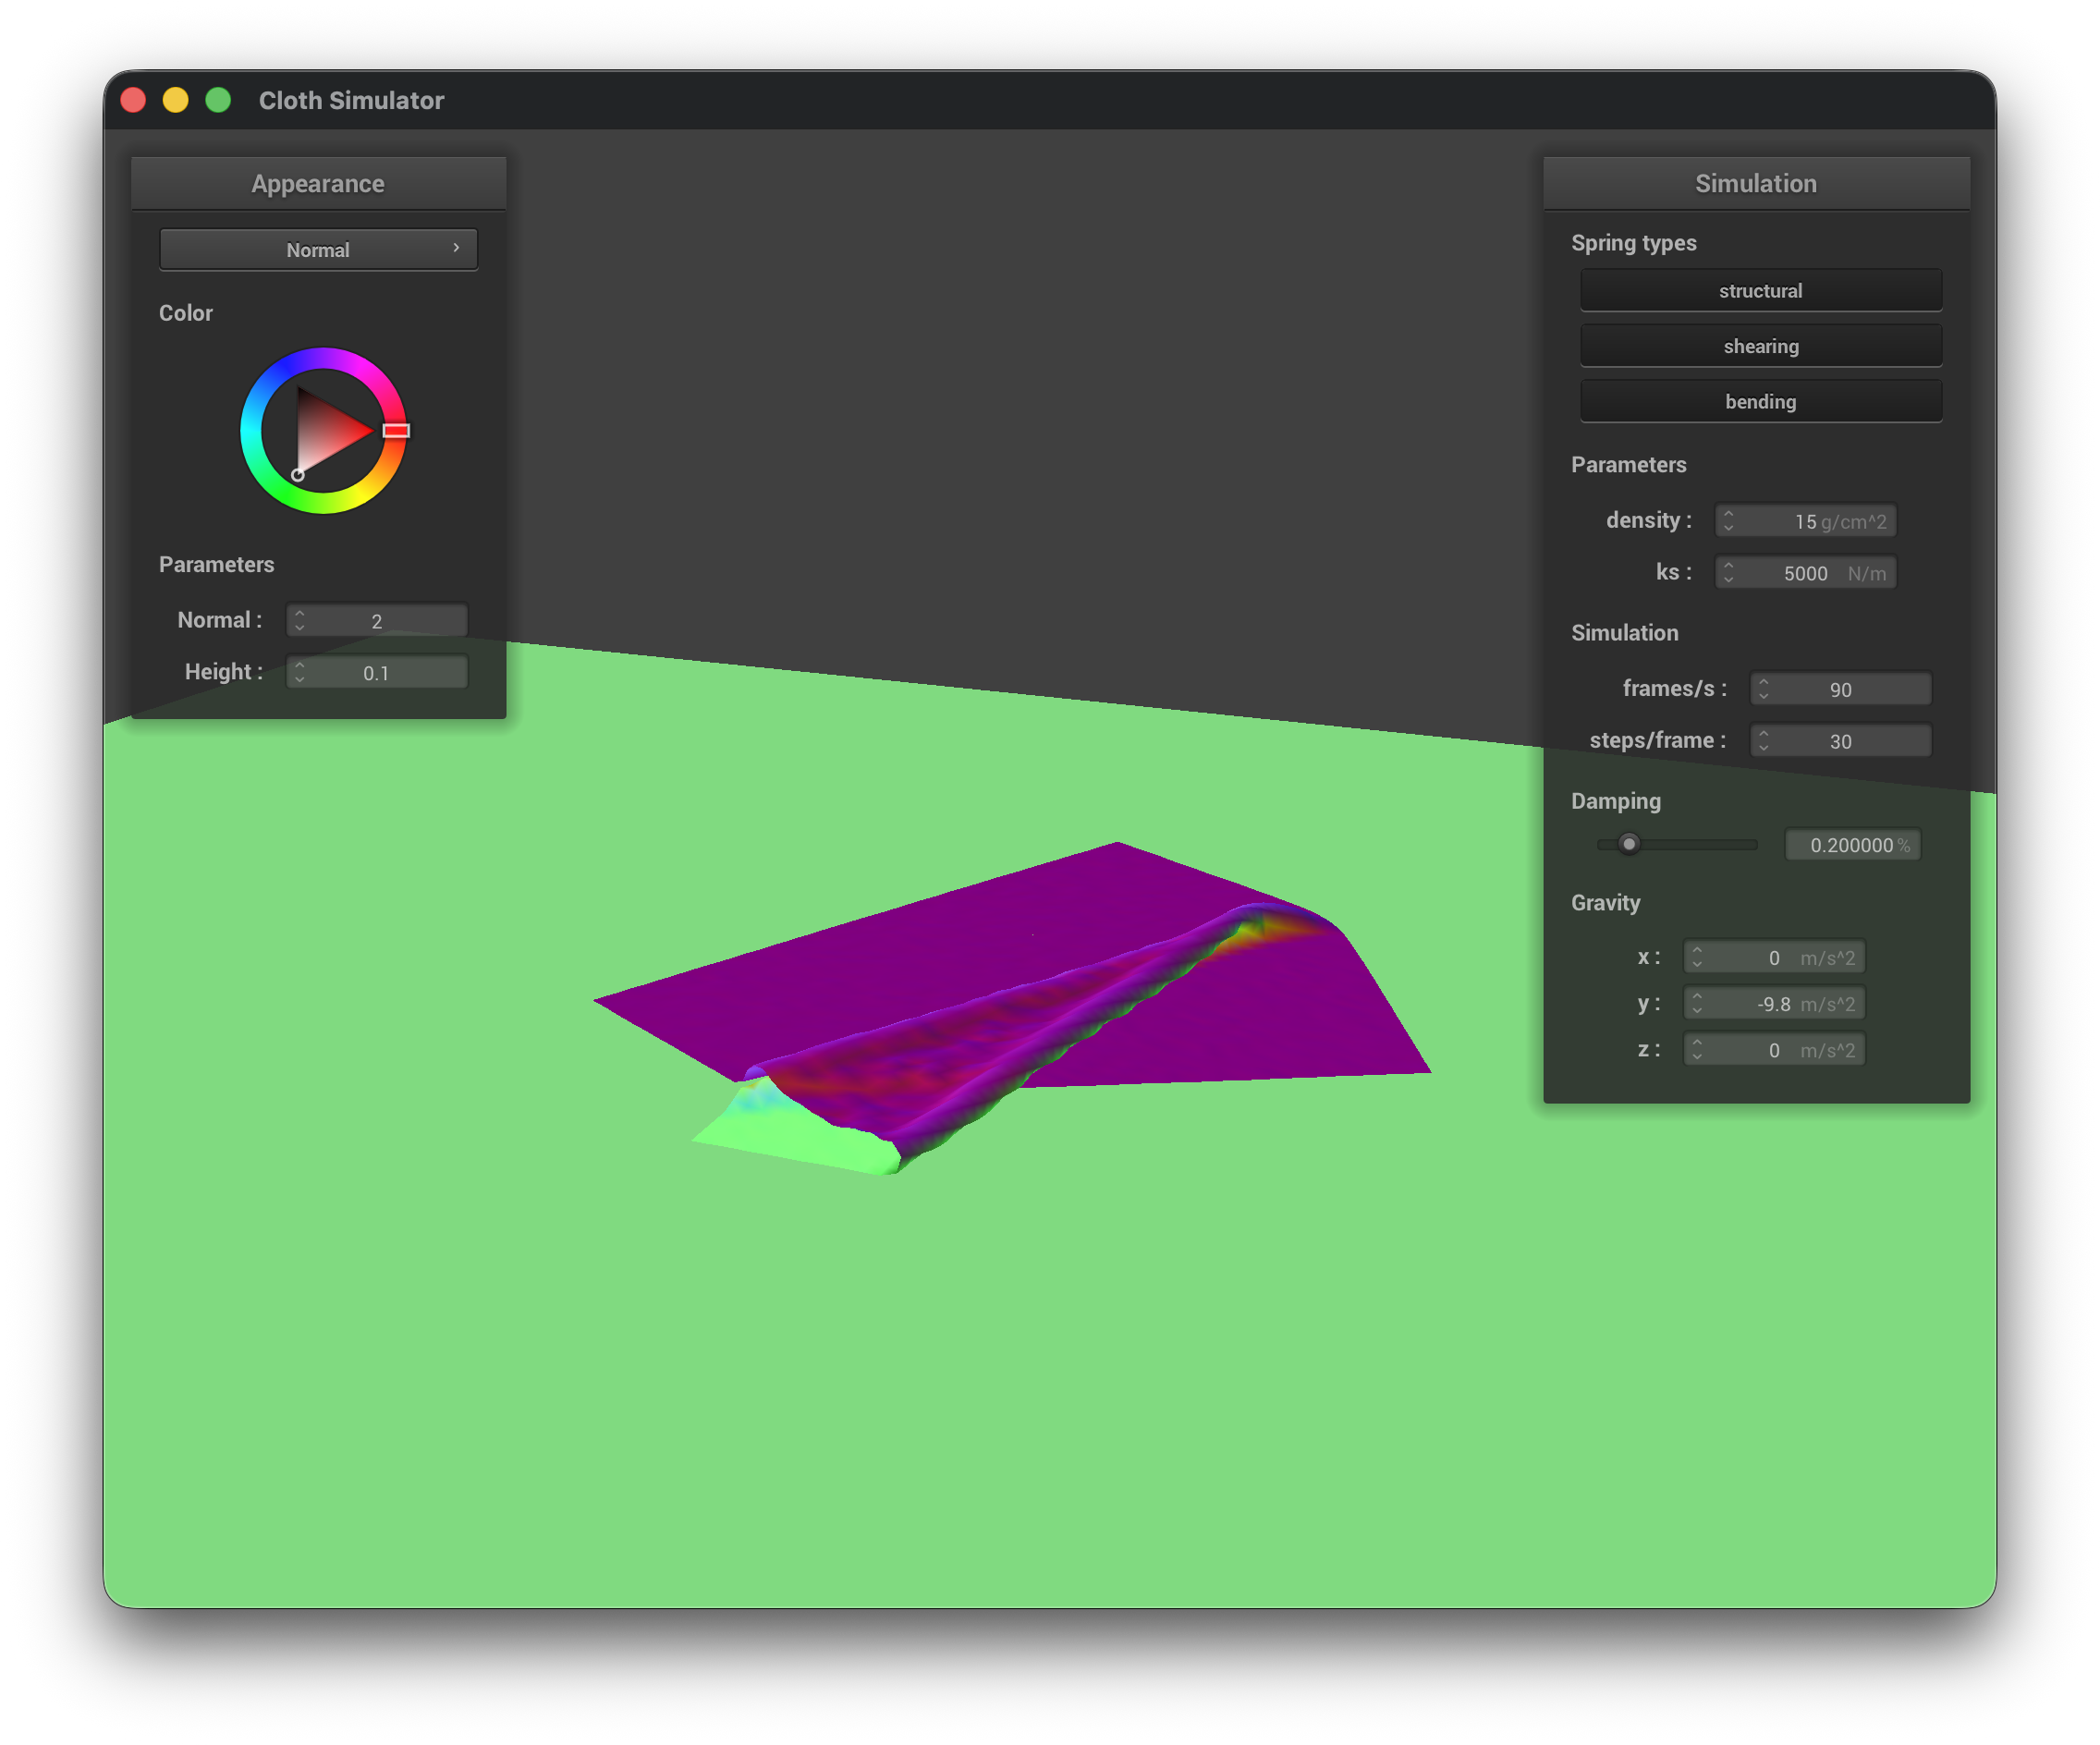 Cloth Simulator
Appearance
Normal
Color
Parameters
Normal : 2
Height : 0.1
Simulation
Spring types
structural
shearing
bending
Parameters
density : 15 g/cm^2
ks : 5000 N/m
Simulation
frames/s : 90
steps/frame : 30
Damping
0.200000 %
Gravity
x : 0 m/s^2
y : -9.8 m/s^2
z : 0 m/s^2